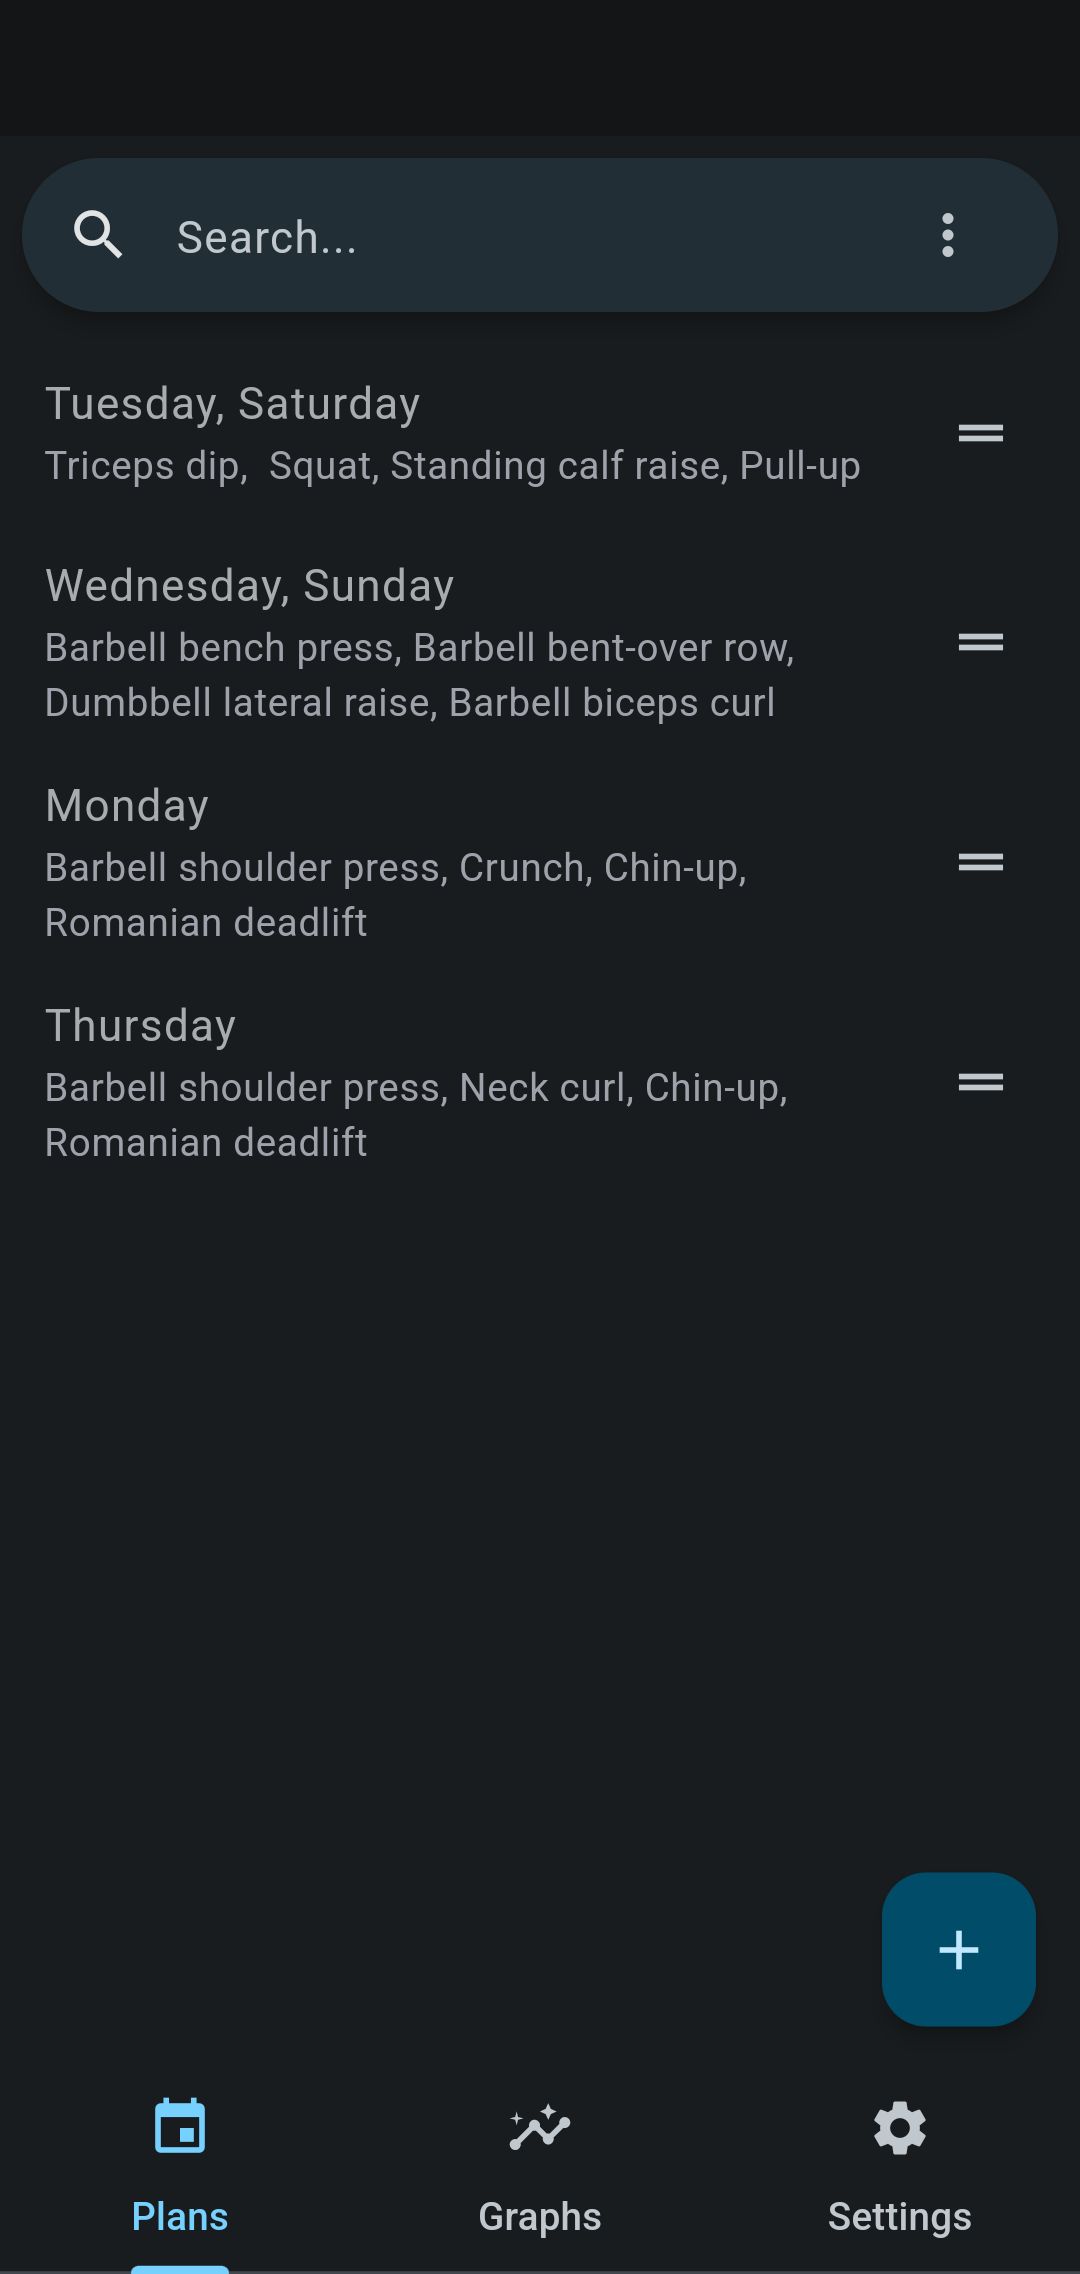 Search...
Tuesday, Saturday
Triceps dip,  Squat, Standing calf raise, Pull-up
Wednesday, Sunday
Barbell bench press, Barbell bent-over row,
Dumbbell lateral raise, Barbell biceps curl
Monday
Barbell shoulder press, Crunch, Chin-up,
Romanian deadlift
Thursday
Barbell shoulder press, Neck curl, Chin-up,
Romanian deadlift
Plans
Graphs
Settings